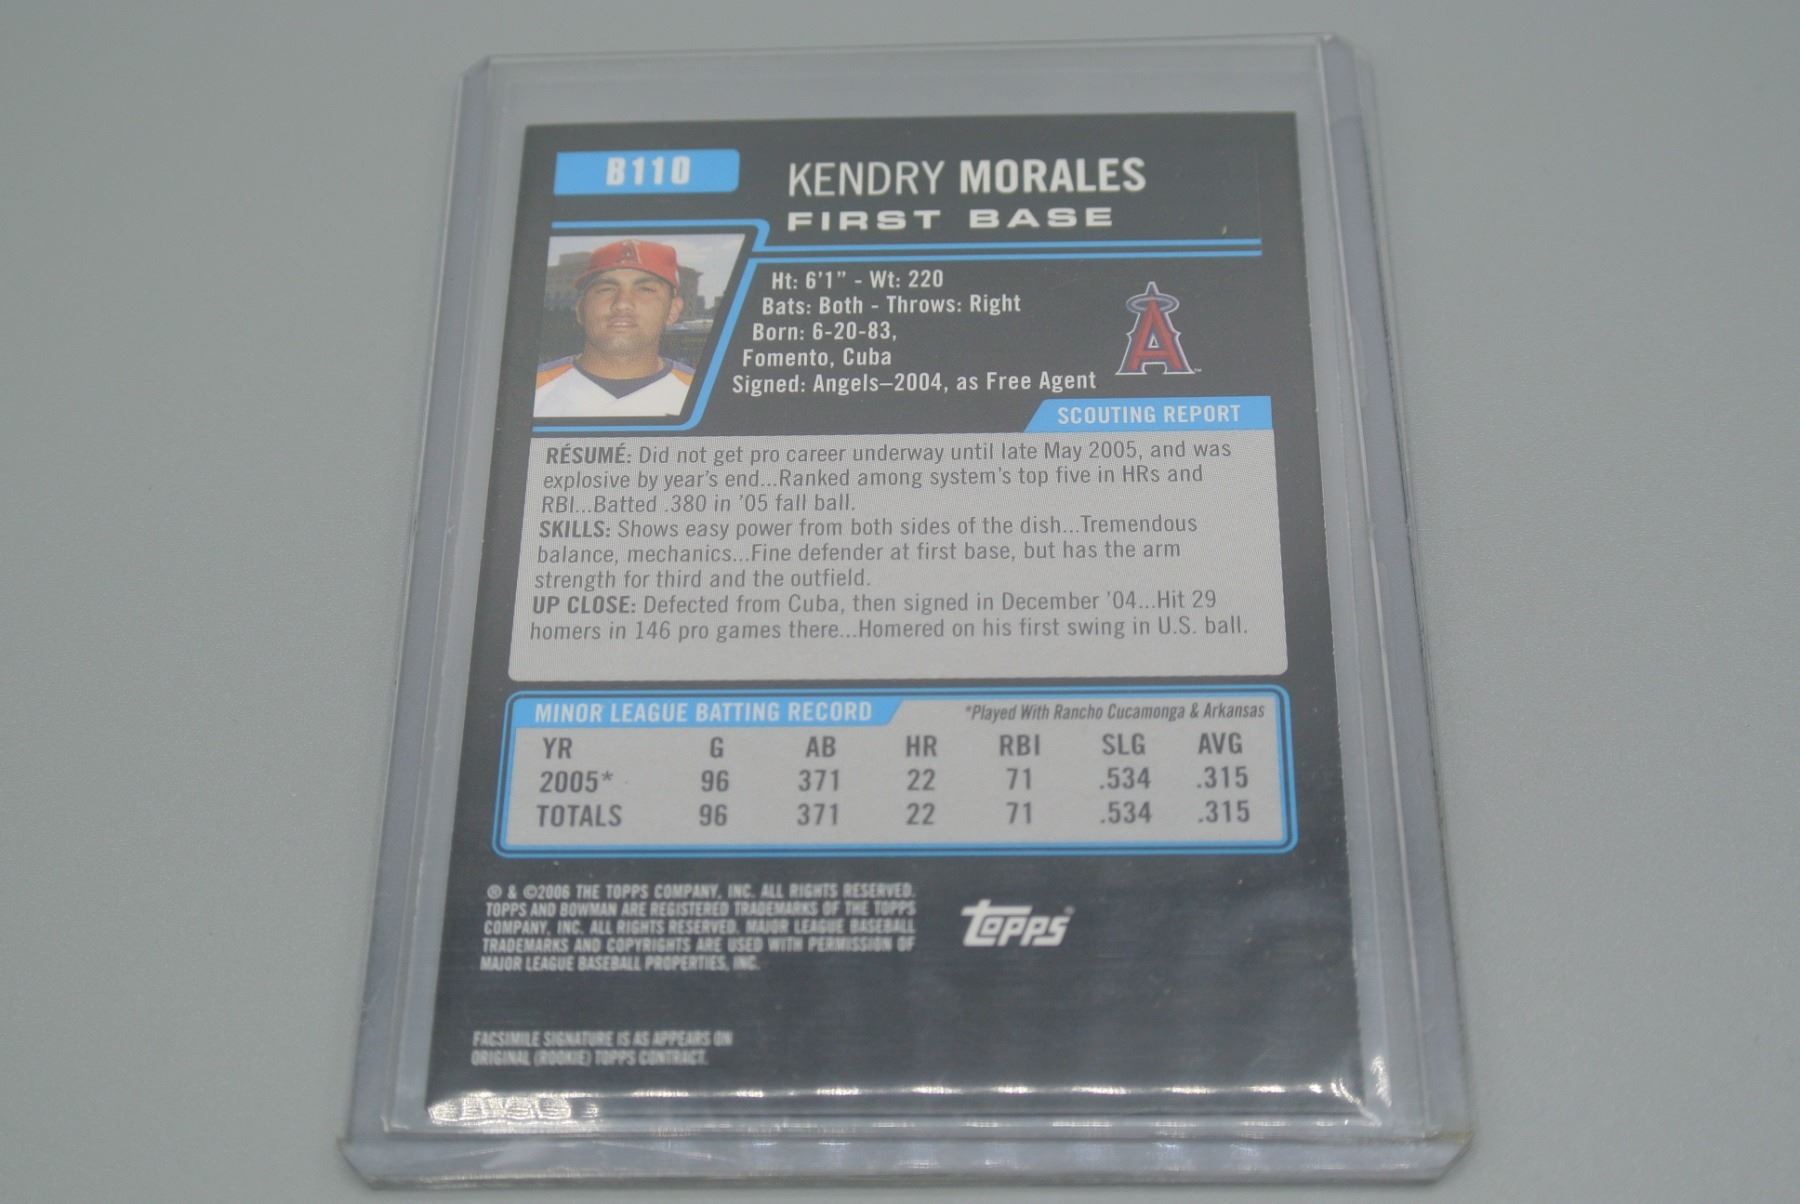 B110
KENDRY MORALES
FIRST BASE
Ht: 6'1" - Wt: 220
Bats: Both - Throws: Right
Born: 6-20-83,
Fomento, Cuba
Signed: Angels–2004, as Free Agent
A
SCOUTING REPORT
RÉSUMÉ: Did not get pro career underway until late May 2005, and was
explosive by year's end...Ranked among system's top five in HRs and
RBI...Batted .380 in '05 fall ball.
SKILLS: Shows easy power from both sides of the dish...Tremendous
balance, mechanics...Fine defender at first base, but has the arm
strength for third and the outfield.
UP CLOSE: Defected from Cuba, then signed in December '04...Hit 29
homers in 146 pro games there...Homered on his first swing in U.S. ball.
MINOR LEAGUE BATTING RECORD *Played With Rancho Cucamonga & Arkansas
YR G AB HR RBI SLG AVG
2005* 96 371 22 71 .534 .315
TOTALS 96 371 22 71 .534 .315
® & ©2006 THE TOPPS COMPANY, INC. ALL RIGHTS RESERVED.
TOPPS AND BOWMAN ARE REGISTERED TRADEMARKS OF THE TOPPS
COMPANY, INC. ALL RIGHTS RESERVED. MAJOR LEAGUE BASEBALL
TRADEMARKS AND COPYRIGHTS ARE USED WITH PERMISSION OF
MAJOR LEAGUE BASEBALL PROPERTIES, INC.
Topps®
FACSIMILE SIGNATURE IS AS APPEARS ON
ORIGINAL (ROOKIE) TOPPS CONTRACT.